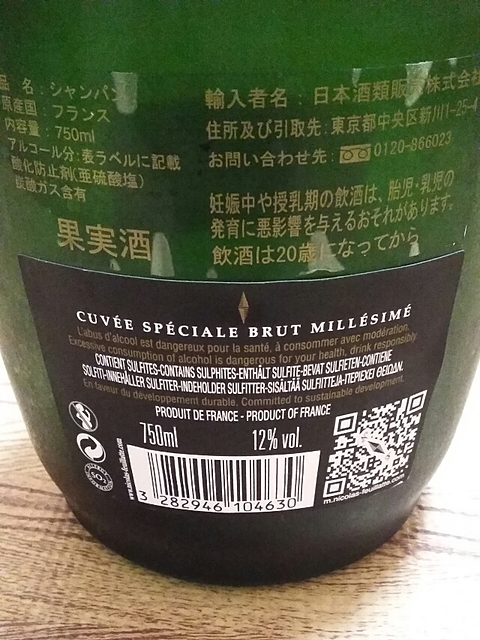 品名：シャンパン
原産国：フランス
内容量：750ml
アルコール分：表ラベルに記載
酸化防止剤(亜硫酸塩)
炭酸ガス含有
果実酒
輸入者名：日本酒類販売株式会社
住所及び引取先：東京都中央区新川1-25-4
お問い合わせ先：0120-866023
妊娠中や授乳期の飲酒は、胎児・乳児の
発育に悪影響を与えるおそれがあります。
飲酒は20歳になってから
CUVÉE SPÉCIALE BRUT MILLÉSIMÉ
L'abus d'alcool est dangereux pour la santé, à consommer avec modération.
Excessive consumption of alcohol is dangerous for your health, drink responsibly.
CONTIENT SULFITES-CONTAINS SULPHITES-ENTHÄLT SULFITE-BEVAT SULFIETEN-CONTIENE
SOLFITI-INNEHÅLLER SULFITER-INDEHOLDER SULFITTER-SISÄLTÄÄ SULFIITTEJA-ΠΕΡΙΕΧΕΙ ΘΕΙΩΔΗ.
En faveur du développement durable. Committed to sustainable development.
PRODUIT DE FRANCE - PRODUCT OF FRANCE
750ml 12% vol.
www.nicolas-feuillatte.com
3 282946 104630
m.nicolas-feuillatte.com